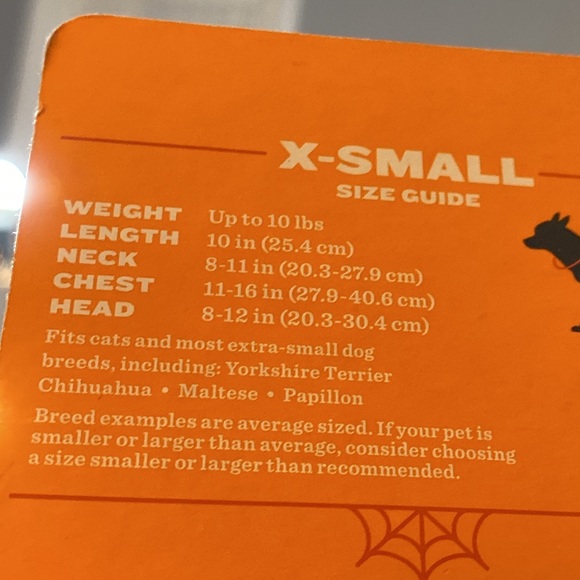 X-SMALL
SIZE GUIDE
WEIGHT Up to 10 lbs
LENGTH 10 in (25.4 cm)
NECK 8-11 in (20.3-27.9 cm)
CHEST 11-16 in (27.9-40.6 cm)
HEAD 8-12 in (20.3-30.4 cm)
Fits cats and most extra-small dog
breeds, including: Yorkshire Terrier
Chihuahua • Maltese • Papillon
Breed examples are average sized. If your pet is
smaller or larger than average, consider choosing
a size smaller or larger than recommended.